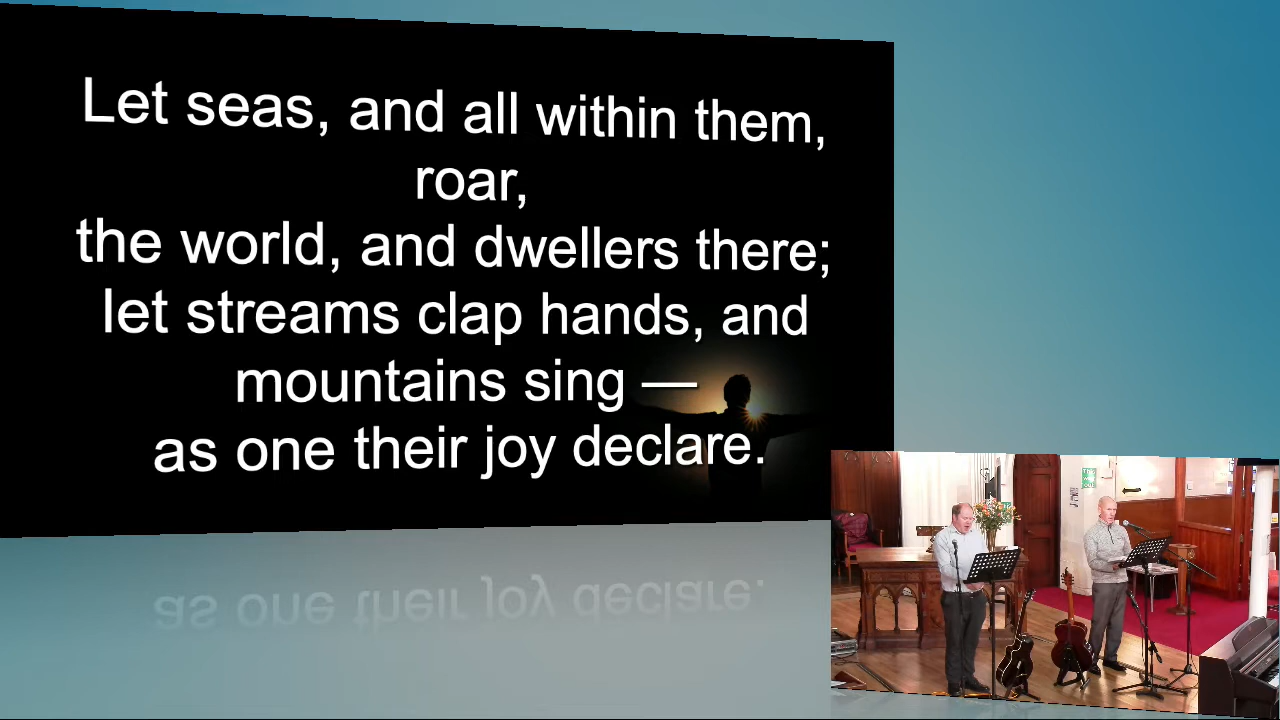 Let seas, and all within them,
roar,
the world, and dwellers there;
let streams clap hands, and
mountains sing —
as one their joy declare.
as one their joy declare.